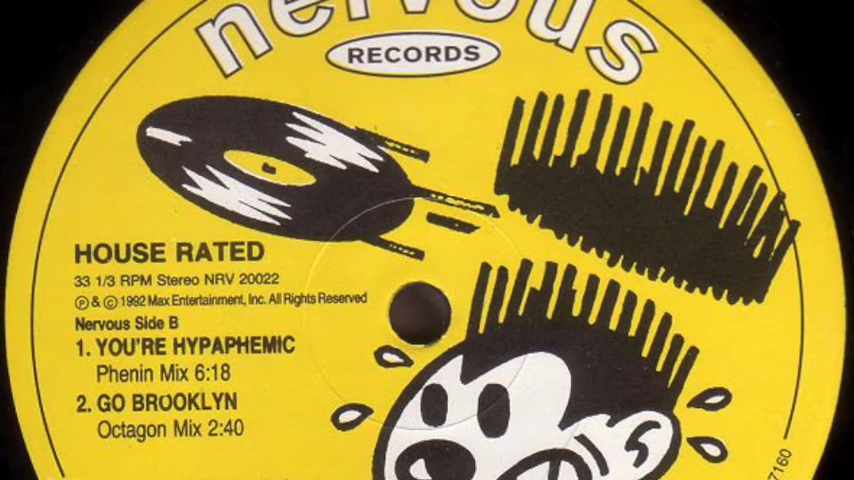 nervous
RECORDS
HOUSE RATED
33 1/3 RPM Stereo NRV 20022
Ⓟ & © 1992 Max Entertainment, Inc. All Rights Reserved
Nervous Side B
1. YOU'RE HYPAPHEMIC
Phenin Mix 6:18
2. GO BROOKLYN
Octagon Mix 2:40
7160